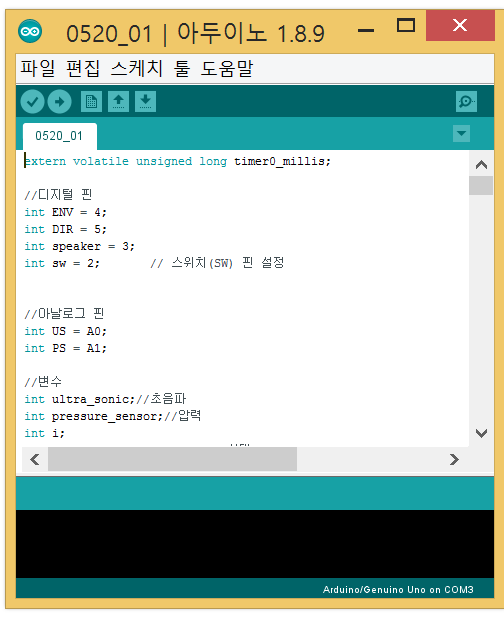 0520_01 | 아두이노 1.8.9
파일 편집 스케치 툴 도움말
0520_01
extern volatile unsigned long timer0_millis;
//디지털 핀
int ENV = 4;
int DIR = 5;
int speaker = 3;
int sw = 2; // 스위치(SW) 핀 설정
//아날로그 핀
int US = A0;
int PS = A1;
//변수
int ultra_sonic;//초음파
int pressure_sensor;//압력
int i;
Arduino/Genuino Uno on COM3